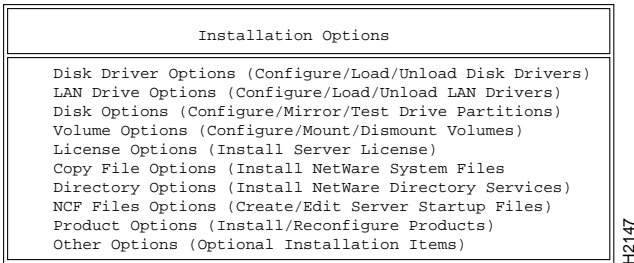 Installation Options
Disk Driver Options (Configure/Load/Unload Disk Drivers)
LAN Drive Options (Configure/Load/Unload LAN Drivers)
Disk Options (Configure/Mirror/Test Drive Partitions)
Volume Options (Configure/Mount/Dismount Volumes)
License Options (Install Server License)
Copy File Options (Install NetWare System Files
Directory Options (Install NetWare Directory Services)
NCF Files Options (Create/Edit Server Startup Files)
Product Options (Install/Reconfigure Products)
Other Options (Optional Installation Items)
H2147